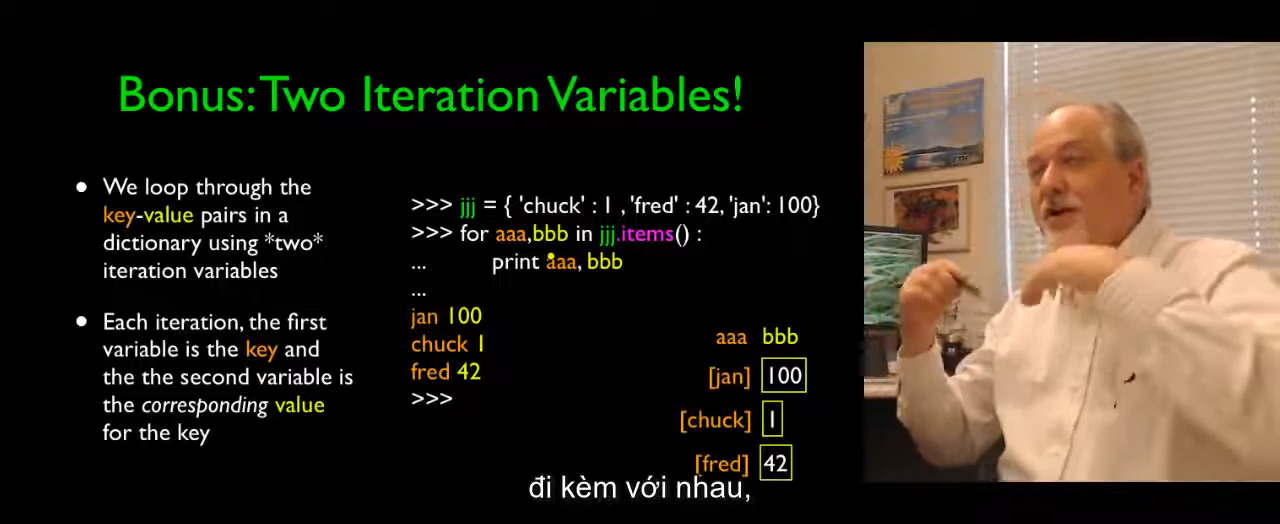 Bonus: Two Iteration Variables!
• We loop through the
key-value pairs in a
dictionary using *two*
iteration variables
• Each iteration, the first
variable is the key and
the the second variable is
the corresponding value
for the key
>>> jjj = { 'chuck' : 1 , 'fred' : 42, 'jan': 100}
>>> for aaa,bbb in jjj.items() :
... print aaa, bbb
...
jan 100
chuck 1
fred 42
>>>
aaa bbb
[jan] 100
[chuck] 1
[fred] 42
đi kèm với nhau,